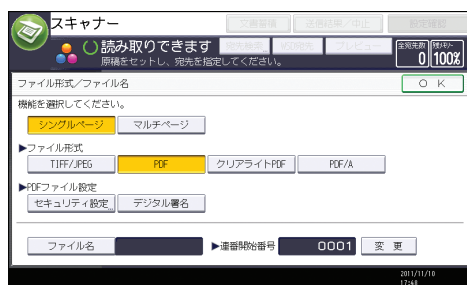 スキャナー
文書蓄積 送信結果/中止 設定確認
読み取りできます 宛先検索 WSD宛先 プレビュー 全宛先数 残メモリー
原稿をセットし、宛先を指定してください。 0 100%
ファイル形式/ファイル名 OK
機能を選択してください。
シングルページ マルチページ
▶ファイル形式
TIFF/JPEG PDF クリアライトPDF PDF/A
▶PDFファイル設定
セキュリティ設定 デジタル署名
ファイル名 ▶連番開始番号 0001 変更
2011/11/10
17:48